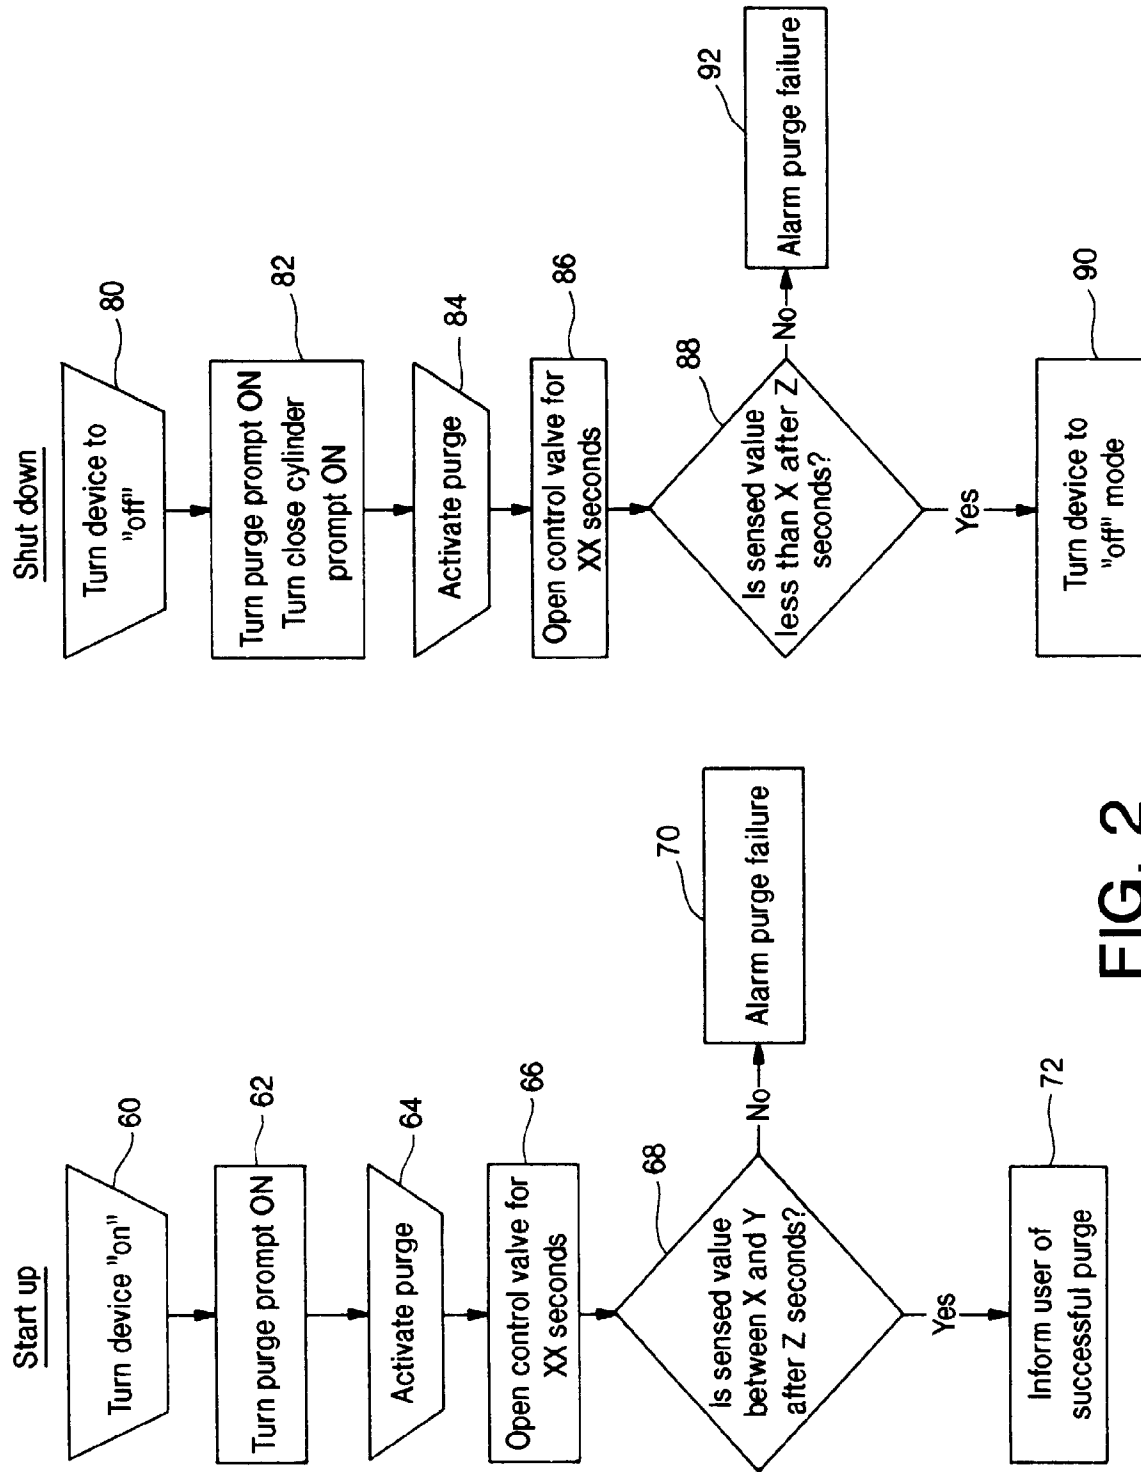 Start up
Turn device "on"
60
Turn purge prompt ON
62
Activate purge
64
Open control valve for
XX seconds
66
Is sensed value
between X and Y
after Z seconds?
68
No
Alarm purge failure
70
Yes
Inform user of
successful purge
72
Shut down
Turn device to
"off"
80
Turn purge prompt ON
Turn close cylinder
prompt ON
82
Activate purge
84
Open control valve for
XX seconds
86
Is sensed value
less than X after Z
seconds?
88
No
Alarm purge failure
92
Yes
Turn device to
"off" mode
90
FIG. 2